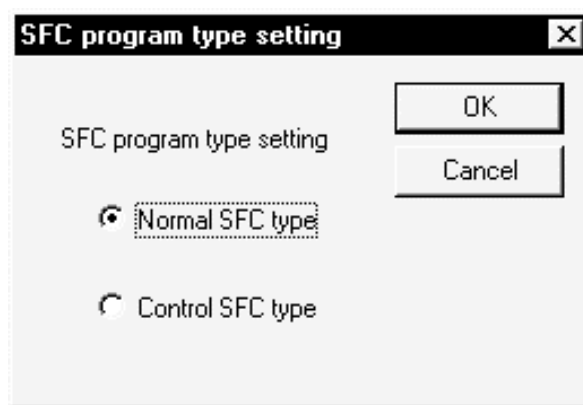 SFC program type setting
OK
SFC program type setting
Cancel
Normal SFC type
Control SFC type